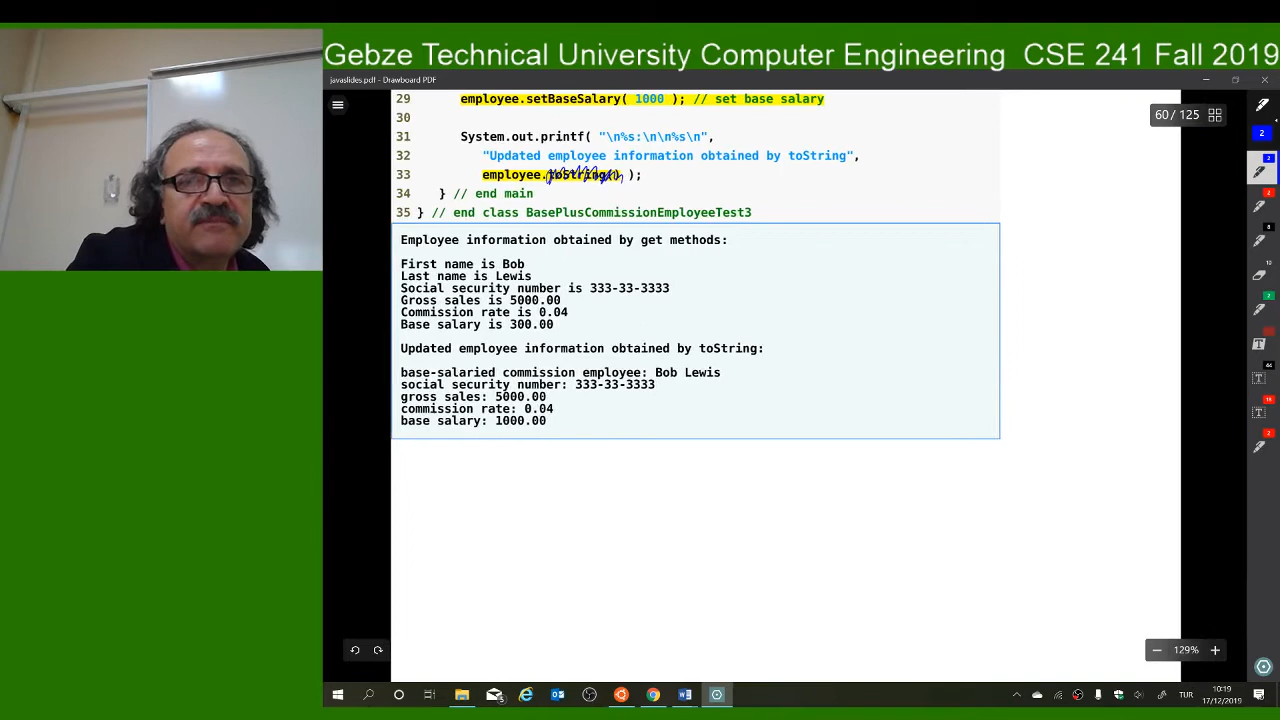 Gebze Technical University Computer Engineering  CSE 241 Fall 2019
javaslides.pdf - Drawboard PDF
60 / 125
29 employee.setBaseSalary( 1000 ); // set base salary
30
31 System.out.printf( "\n%s:\n\n%s\n",
32 "Updated employee information obtained by toString",
33 employee.toString() );
34 } // end main
35 } // end class BasePlusCommissionEmployeeTest3
Employee information obtained by get methods:
First name is Bob
Last name is Lewis
Social security number is 333-33-3333
Gross sales is 5000.00
Commission rate is 0.04
Base salary is 300.00
Updated employee information obtained by toString:
base-salaried commission employee: Bob Lewis
social security number: 333-33-3333
gross sales: 5000.00
commission rate: 0.04
base salary: 1000.00
129%
TUR
10:19
17/12/2019